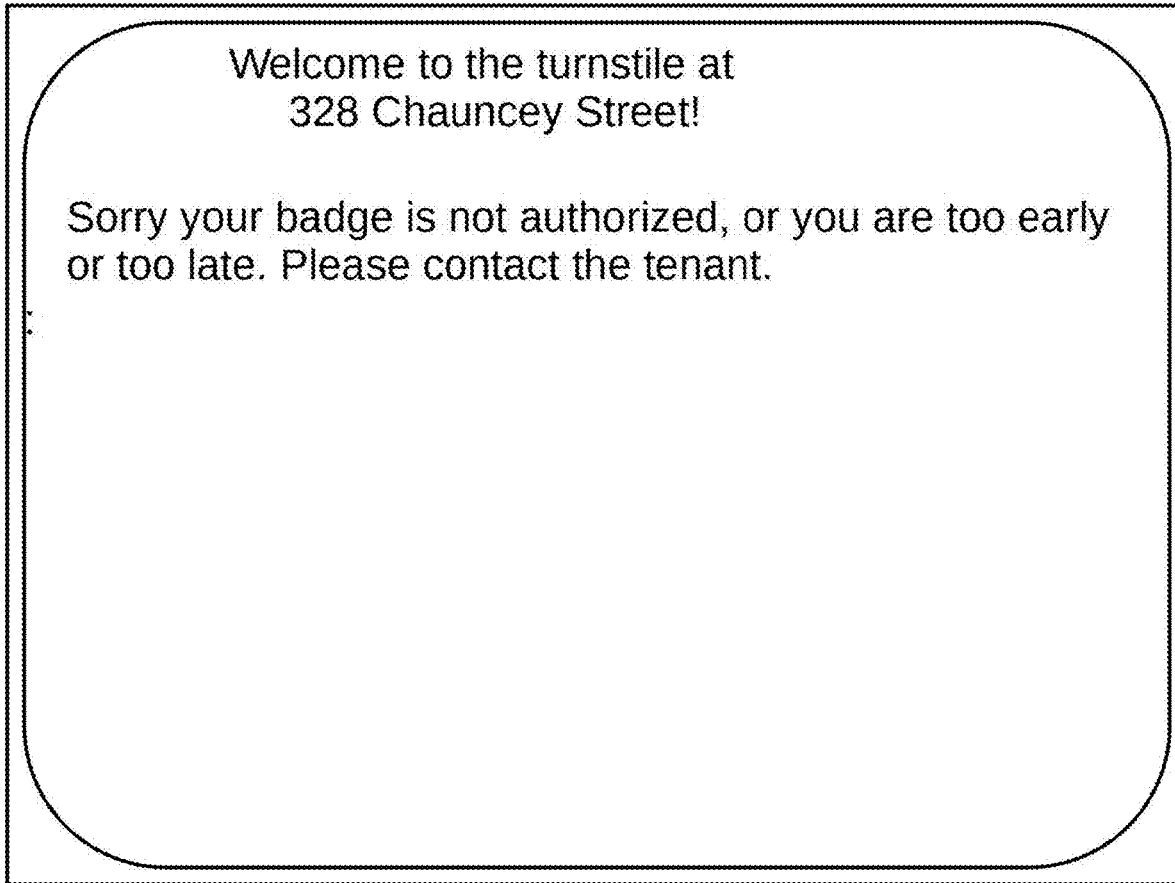 Welcome to the turnstile at
328 Chauncey Street!
Sorry your badge is not authorized, or you are too early
or too late. Please contact the tenant.